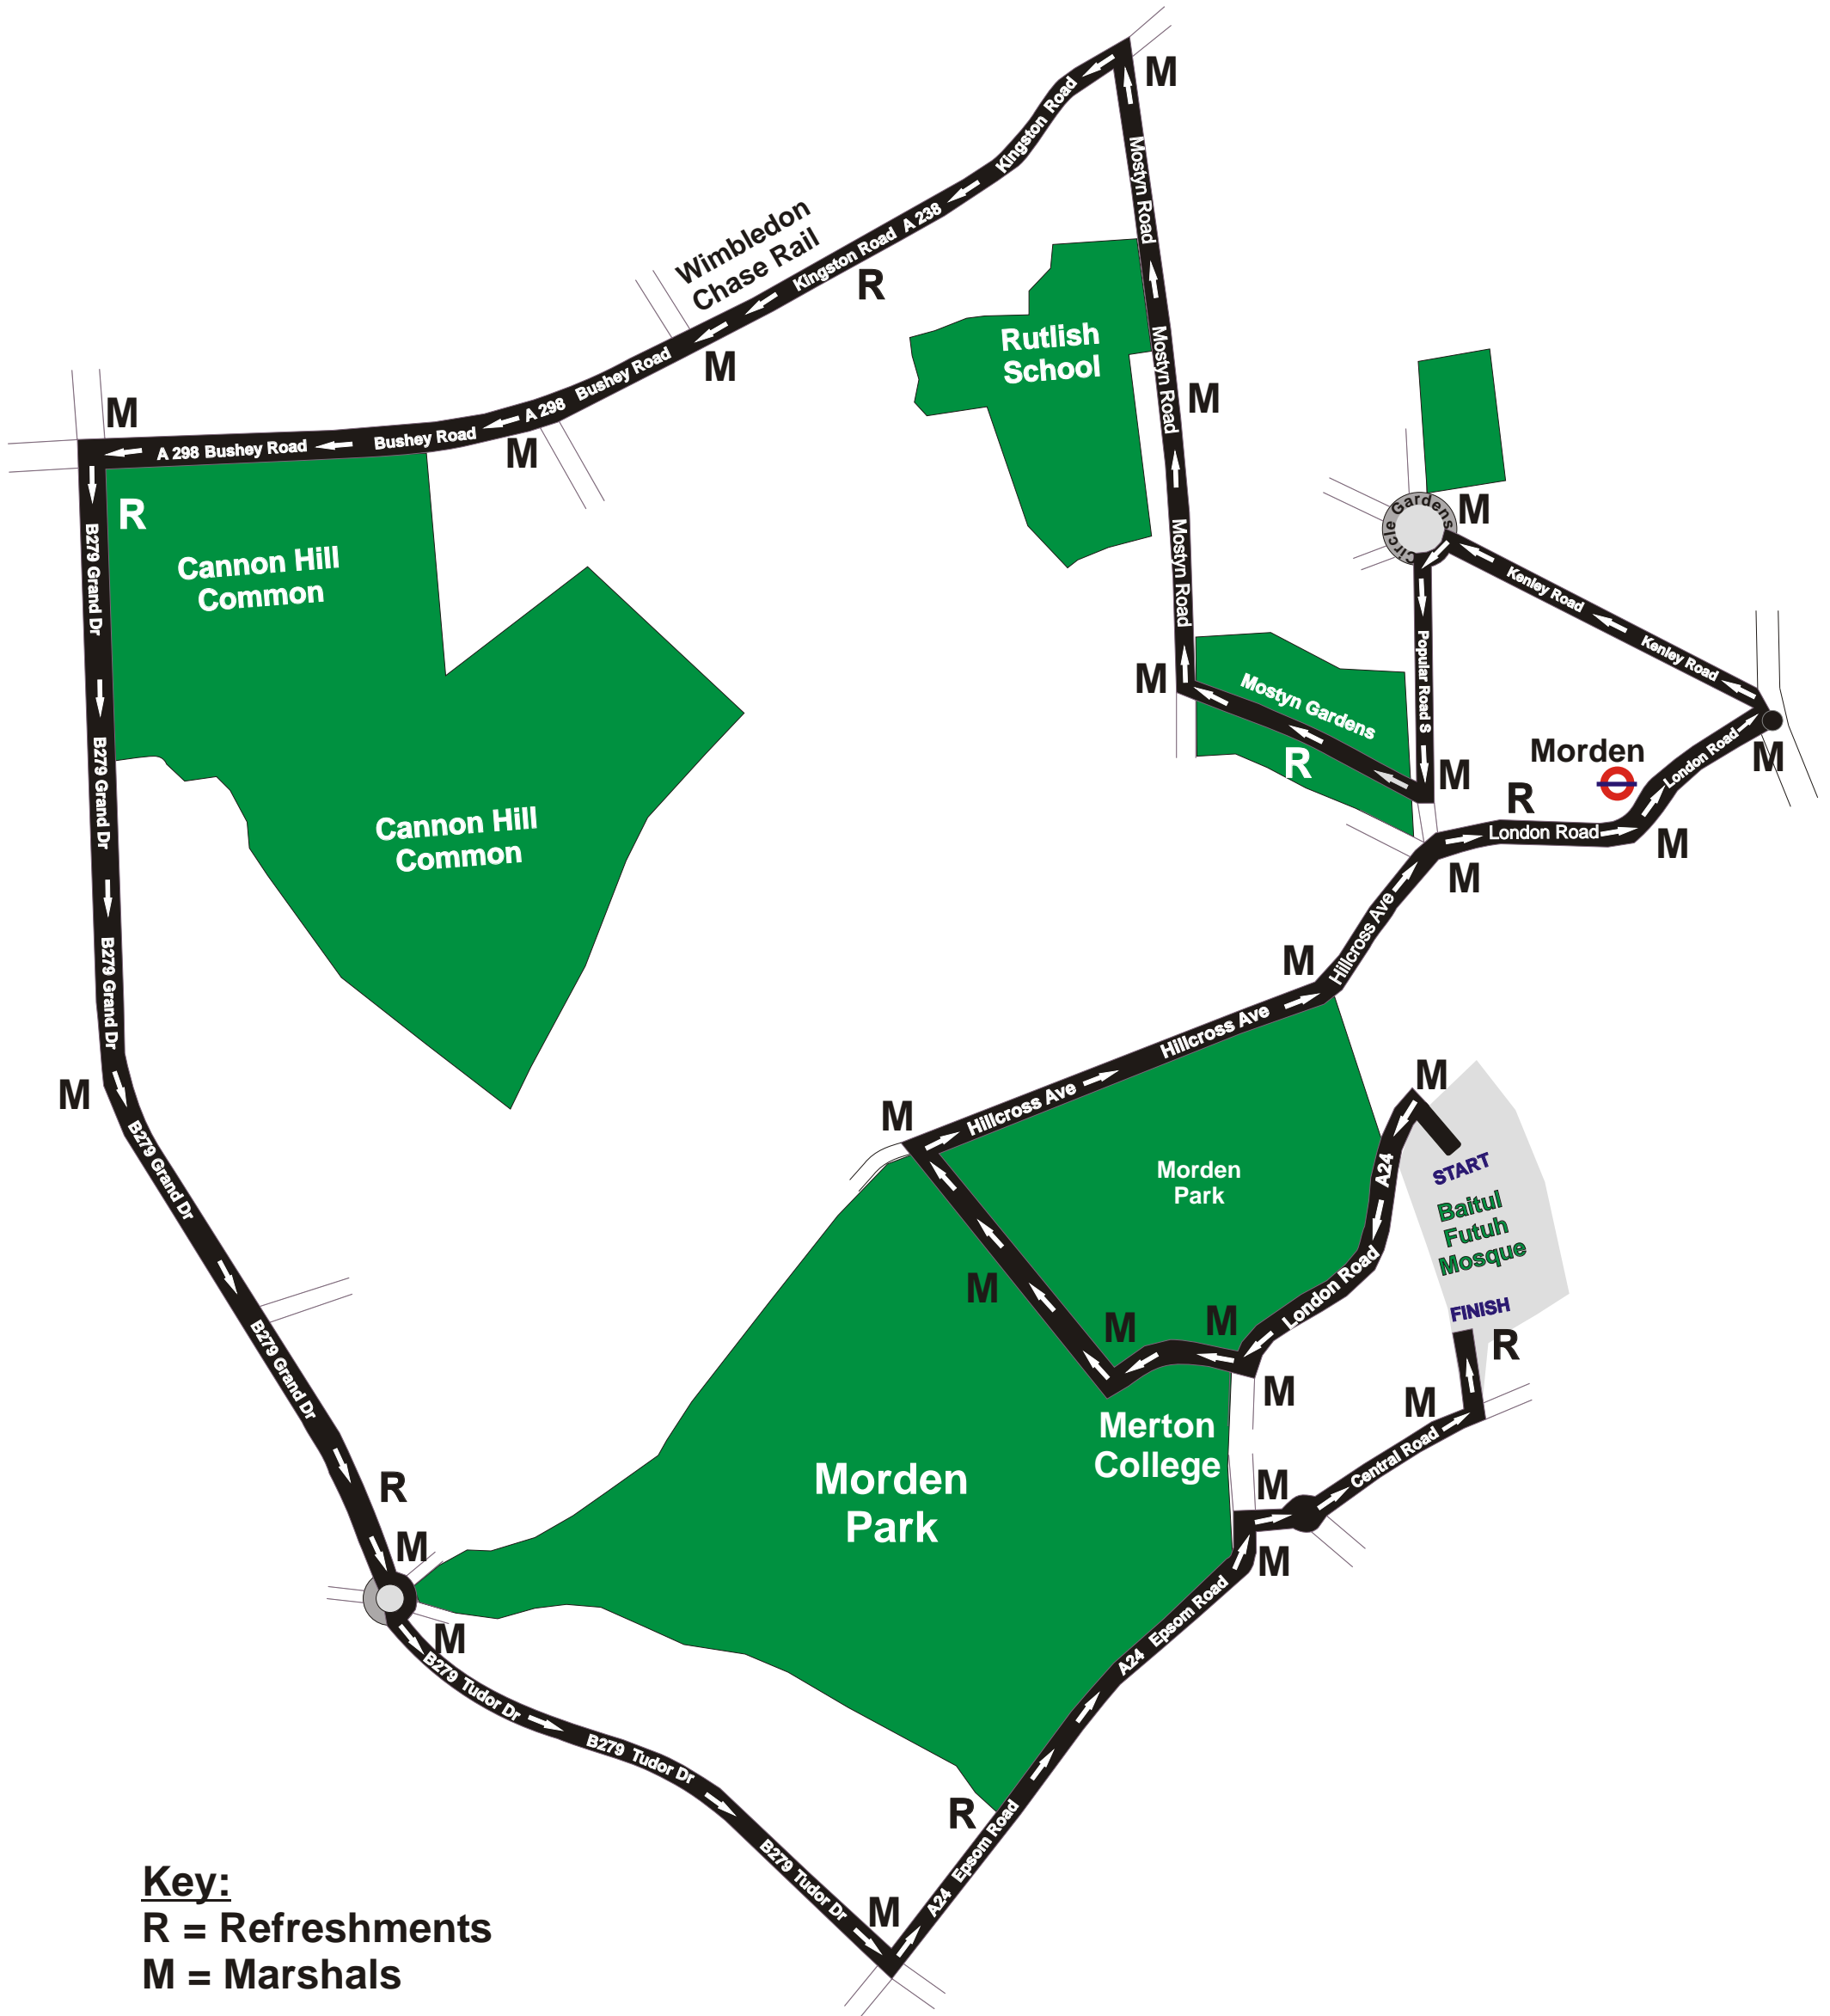 M
Kingston Road
Mostyn Road
Wimbledon
Chase Rail
Kingston Road A 238
R
Mostyn Road
Rutlish
School
M
A 298 Bushey Road
M
M
M
A 298 Bushey Road
Bushey Road
R
Cannon Hill
Common
B279 Grand Dr
Mostyn Road
Circle Gardens
M
Kenley Road
Kenley Road
Popular Road S
M
Mostyn Gardens
R
M
Morden
R
London Road
London Road
M
M
M
B279 Grand Dr
Cannon Hill
Common
Hillcross Ave
M
B279 Grand Dr
Hillcross Ave
Hillcross Ave
M
M
M
B279 Grand Dr
Morden
Park
A24
START
Baitul
Futuh
Mosque
FINISH
R
London Road
M
M
M
M
B279 Grand Dr
Merton
College
M
Central Road
Morden
Park
M
M
R
M
M
A24 Epsom Road
B279 Tudor Dr
B279 Tudor Dr
R
A24 Epsom Road
B279 Tudor Dr
M
Key:
R = Refreshments
M = Marshals